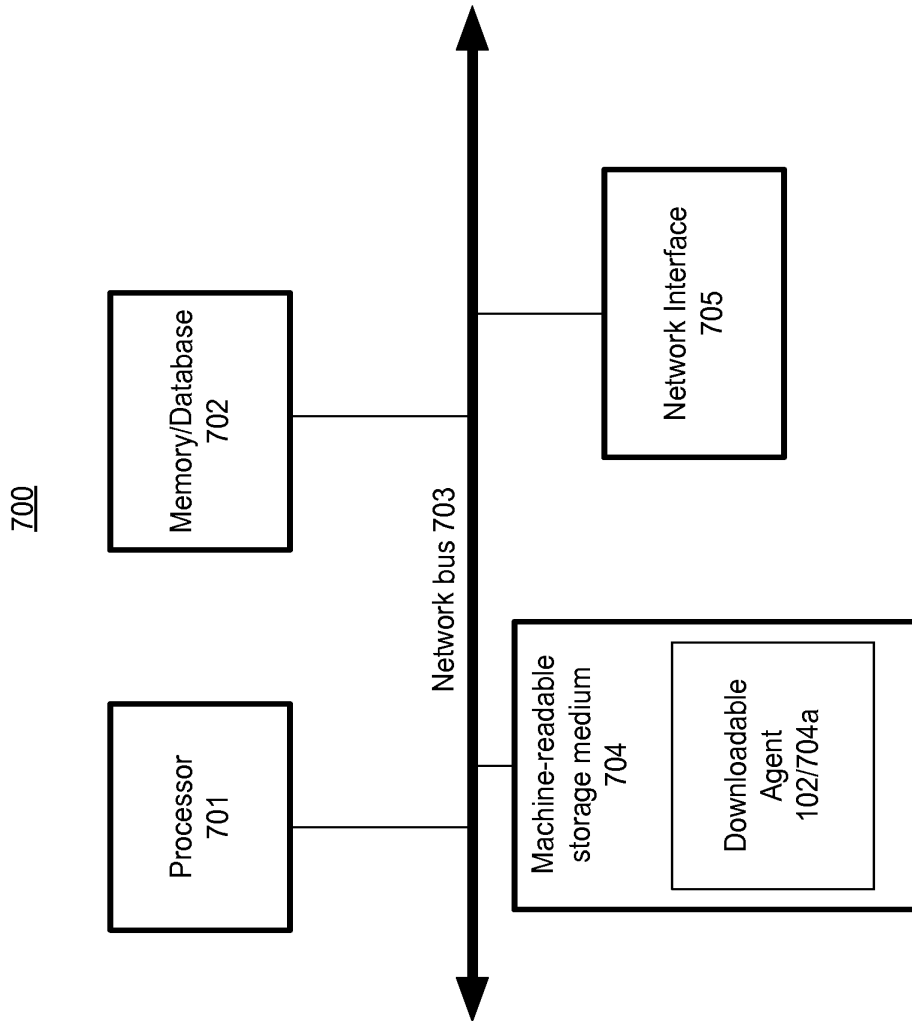 700
Processor
701
Memory/Database
702
Network bus 703
Machine-readable
storage medium
704
Downloadable
Agent
102/704a
Network Interface
705